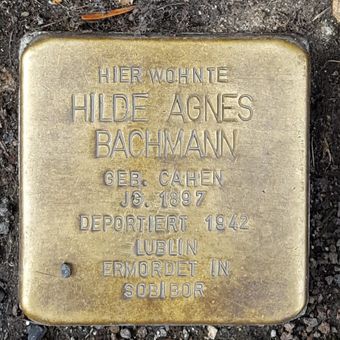 HIER WOHNTE
HILDE AGNES
BACHMANN
GEB. CAHEN
JG. 1897
DEPORTIERT 1942
LUBLIN
ERMORDET IN
SOBIBOR